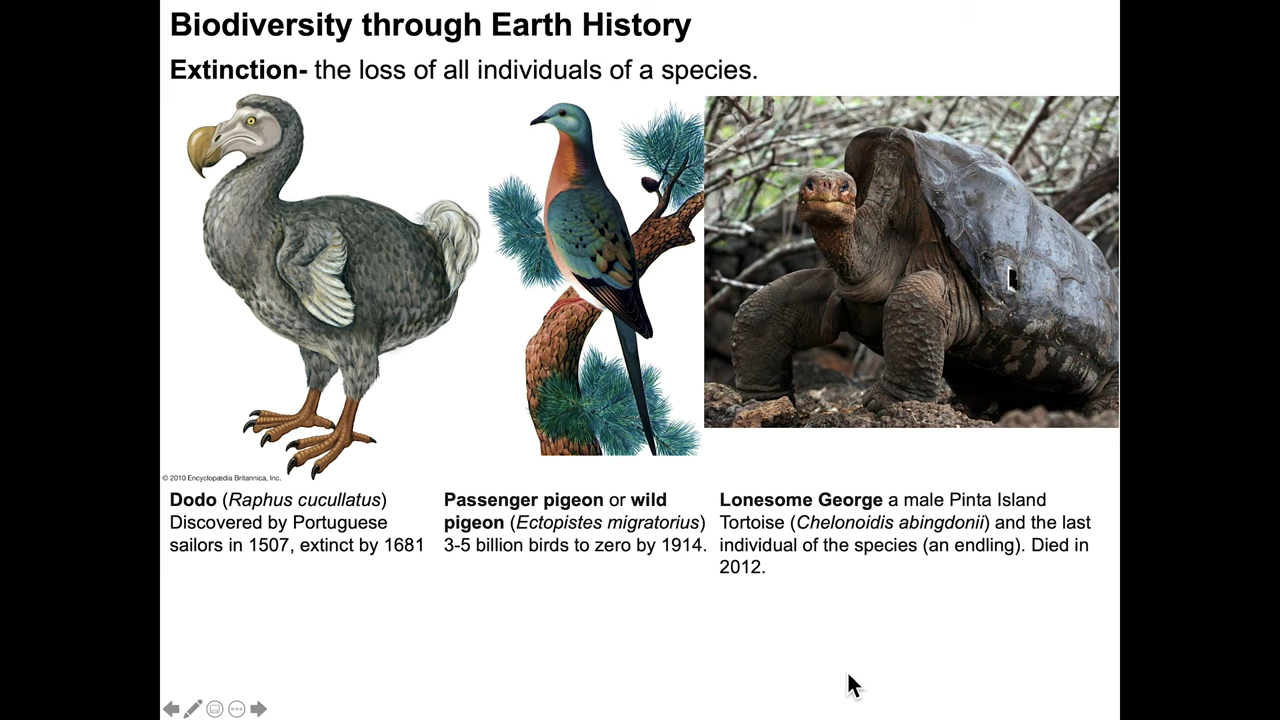 Biodiversity through Earth History
Extinction- the loss of all individuals of a species.
© 2010 Encyclopædia Britannica, Inc.
Dodo (Raphus cucullatus)
Discovered by Portuguese
sailors in 1507, extinct by 1681
Passenger pigeon or wild
pigeon (Ectopistes migratorius)
3-5 billion birds to zero by 1914.
Lonesome George a male Pinta Island
Tortoise (Chelonoidis abingdonii) and the last
individual of the species (an endling). Died in
2012.